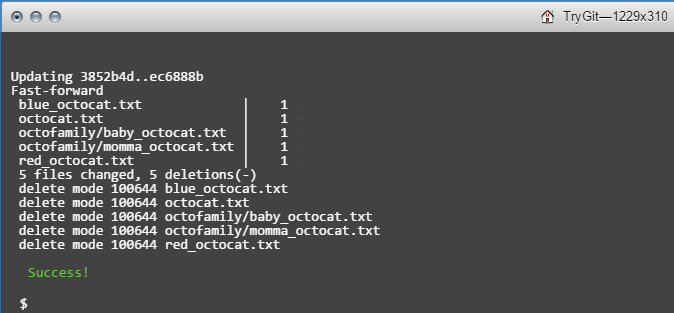 TryGit—1229x310
Updating 3852b4d..ec6888b
Fast-forward
blue_octocat.txt | 1 -
octocat.txt | 1 -
octofamily/baby_octocat.txt | 1 -
octofamily/momma_octocat.txt | 1 -
red_octocat.txt | 1 -
5 files changed, 5 deletions(-)
delete mode 100644 blue_octocat.txt
delete mode 100644 octocat.txt
delete mode 100644 octofamily/baby_octocat.txt
delete mode 100644 octofamily/momma_octocat.txt
delete mode 100644 red_octocat.txt
Success!
$